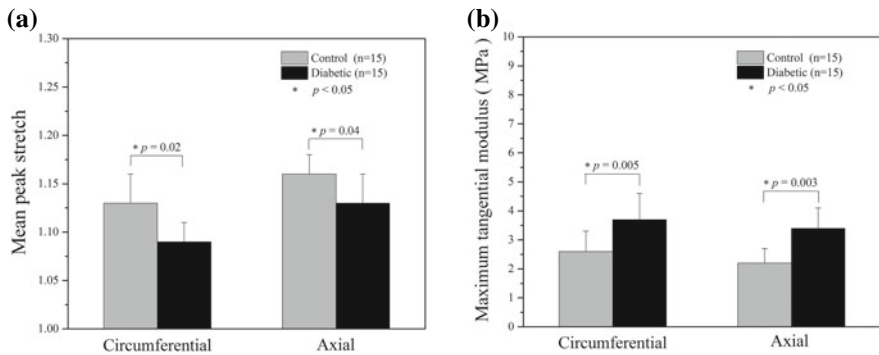 (a)
1.30
1.25
1.20
1.15
1.10
1.05
1.00
Mean peak stretch
Control (n=15)
Diabetic (n=15)
* p < 0.05
* p = 0.02
* p = 0.04
Circumferential
Axial
(b)
10
9
8
7
6
5
4
3
2
1
0
Maximum tangential modulus ( MPa )
Control (n=15)
Diabetic (n=15)
* p < 0.05
* p = 0.005
* p = 0.003
Circumferential
Axial